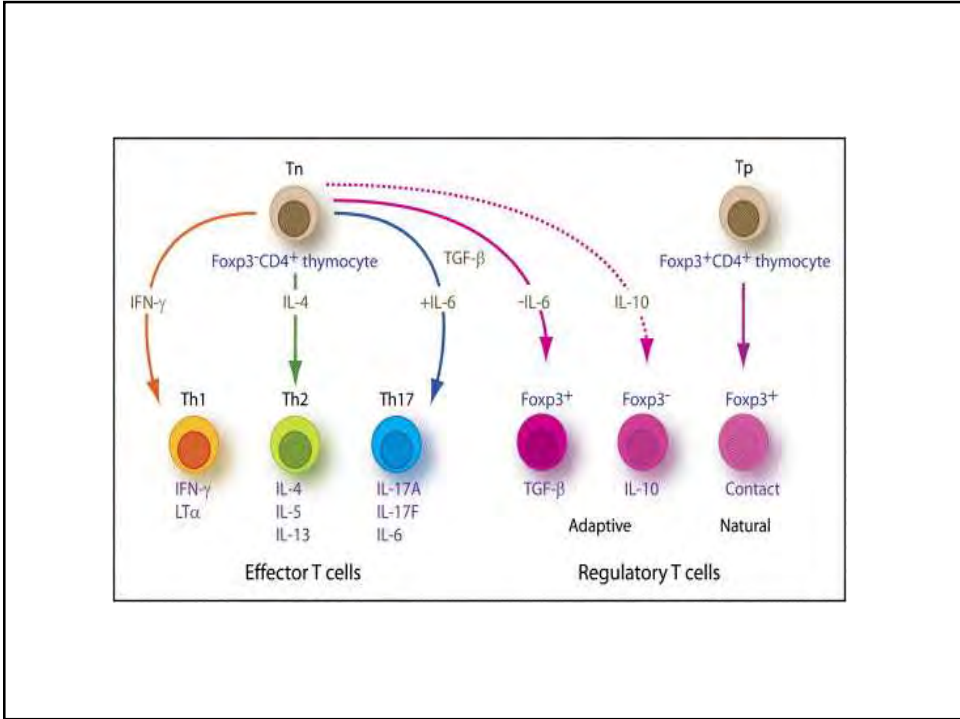 Tn
Tp
Foxp3⁻CD4⁺ thymocyte
TGF-β
Foxp3⁺CD4⁺ thymocyte
IFN-γ
IL-4
+IL-6
-IL-6
IL-10
Th1
Th2
Th17
Foxp3⁺
Foxp3⁻
Foxp3⁺
IFN-γ
LTα
IL-4
IL-5
IL-13
IL-17A
IL-17F
IL-6
TGF-β
IL-10
Contact
Adaptive
Natural
Effector T cells
Regulatory T cells